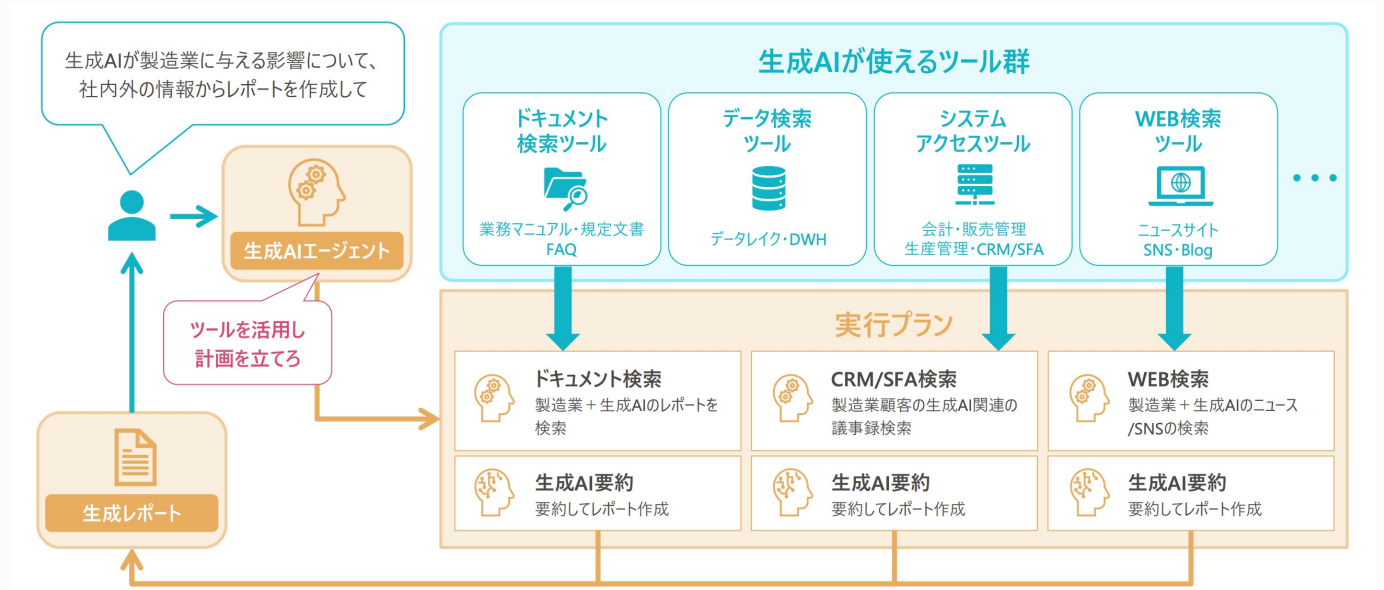 生成AIが製造業に与える影響について、
社内外の情報からレポートを作成して
生成AIエージェント
ツールを活用し
計画を立てろ
生成レポート
生成AIが使えるツール群
ドキュメント
検索ツール
業務マニュアル・規定文書
FAQ
データ検索
ツール
データレイク・DWH
システム
アクセスツール
会計・販売管理
生産管理・CRM/SFA
WEB検索
ツール
ニュースサイト
SNS・Blog
・・・
実行プラン
ドキュメント検索
製造業＋生成AIのレポートを
検索
生成AI要約
要約してレポート作成
CRM/SFA検索
製造業顧客の生成AI関連の
議事録検索
生成AI要約
要約してレポート作成
WEB検索
製造業＋生成AIのニュース
/SNSの検索
生成AI要約
要約してレポート作成